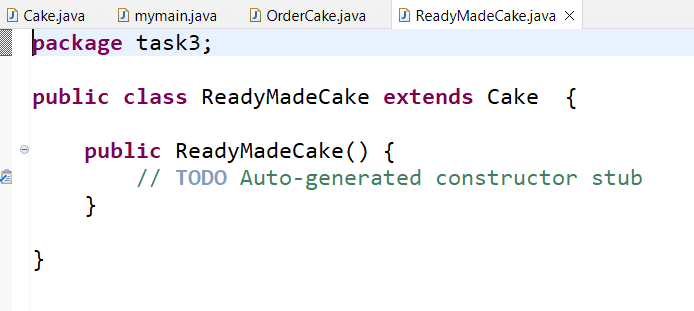 Cake.java mymain.java OrderCake.java ReadyMadeCake.java
package task3;
public class ReadyMadeCake extends Cake  {
public ReadyMadeCake() {
// TODO Auto-generated constructor stub
}
}